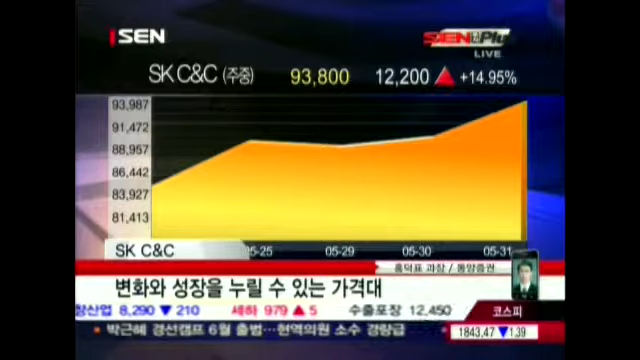 SEN
SEN Plus
LIVE
SK C&C (주중) 93,800 12,200 ▲ +14.95%
93,987
91,472
88,957
86,442
83,927
81,413
05-25 05-29 05-30 05-31
SK C&C
홍덕표 과장 / 동양증권
변화와 성장을 누릴 수 있는 가격대
창산업 8,290 ▼ 210 세하 979 ▲ 5 수출포장 12,450 코스피
• 박근혜 경선캠프 6월 출범…현역의원 소수 경량급 1843,47 ▼ 1.39